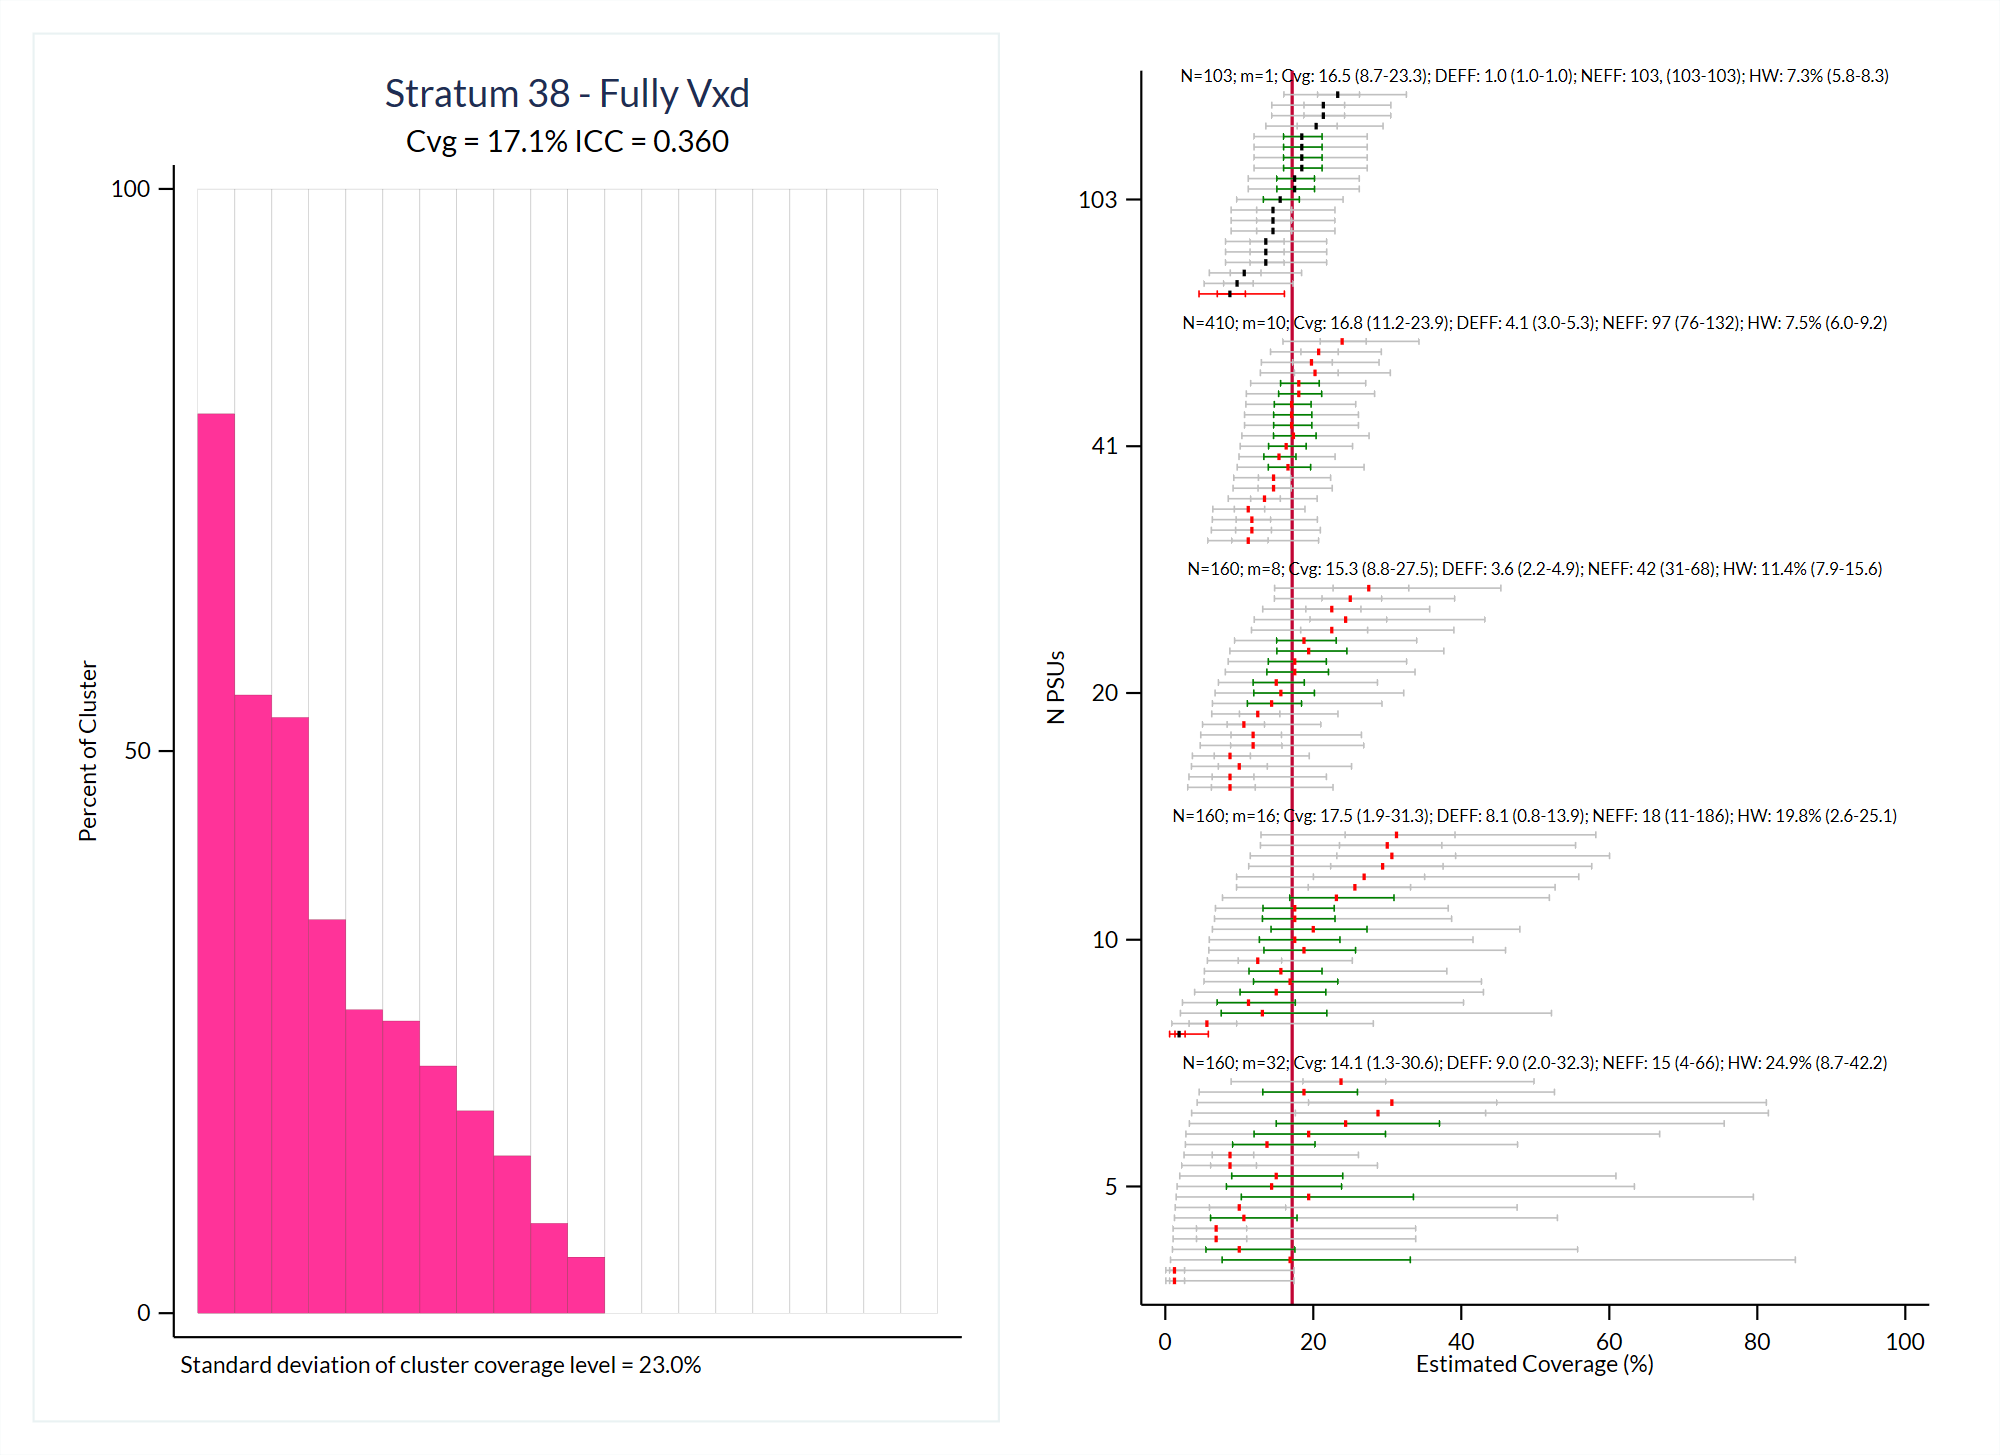 Stratum 38 - Fully Vxd
Cvg = 17.1% ICC = 0.360
100
50
0
Percent of Cluster
Standard deviation of cluster coverage level = 23.0%
N=103; m=1; Cvg: 16.5 (8.7-23.3); DEFF: 1.0 (1.0-1.0); NEFF: 103, (103-103); HW: 7.3% (5.8-8.3)
103
N=410; m=10; Cvg: 16.8 (11.2-23.9); DEFF: 4.1 (3.0-5.3); NEFF: 97 (76-132); HW: 7.5% (6.0-9.2)
41
N=160; m=8; Cvg: 15.3 (8.8-27.5); DEFF: 3.6 (2.2-4.9); NEFF: 42 (31-68); HW: 11.4% (7.9-15.6)
N PSUs
20
N=160; m=16; Cvg: 17.5 (1.9-31.3); DEFF: 8.1 (0.8-13.9); NEFF: 18 (11-186); HW: 19.8% (2.6-25.1)
10
N=160; m=32; Cvg: 14.1 (1.3-30.6); DEFF: 9.0 (2.0-32.3); NEFF: 15 (4-66); HW: 24.9% (8.7-42.2)
5
0 20 40 60 80 100
Estimated Coverage (%)